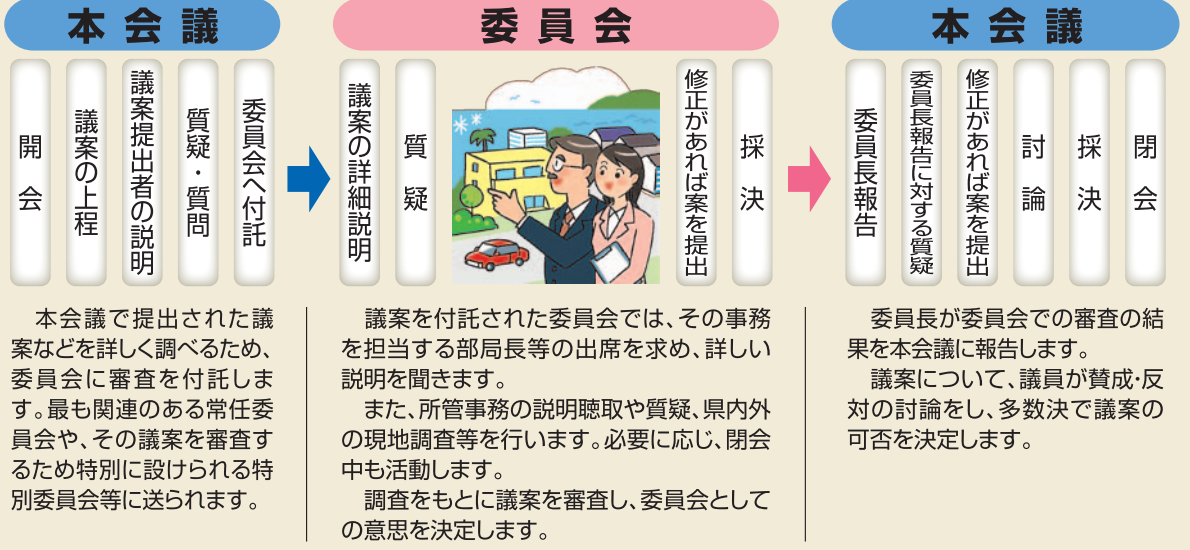 本会議
開会
議案の上程
議案提出者の説明
質疑・質問
委員会へ付託
本会議で提出された議
案などを詳しく調べるため、
委員会に審査を付託しま
す。最も関連のある常任委
員会や、その議案を審査す
るため特別に設けられる特
別委員会等に送られます。
委員会
議案の詳細説明
質疑
修正があれば案を提出
採決
議案を付託された委員会では、その事務
を担当する部局長等の出席を求め、詳しい
説明を聞きます。
また、所管事務の説明聴取や質疑、県内外
の現地調査等を行います。必要に応じ、閉会
中も活動します。
調査をもとに議案を審査し、委員会として
の意思を決定します。
本会議
委員長報告
委員長報告に対する質疑
修正があれば案を提出
討論
採決
閉会
委員長が委員会での審査の結
果を本会議に報告します。
議案について、議員が賛成・反
対の討論をし、多数決で議案の
可否を決定します。